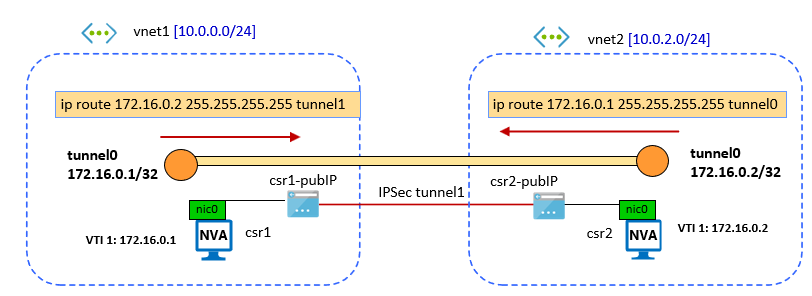 vnet1 [10.0.0.0/24]
vnet2 [10.0.2.0/24]
ip route 172.16.0.2 255.255.255.255 tunnel1
ip route 172.16.0.1 255.255.255.255 tunnel0
tunnel0
172.16.0.1/32
tunnel0
172.16.0.2/32
csr1-pubIP
IPSec tunnel1
csr2-pubIP
nic0
NVA
csr1
VTI 1: 172.16.0.1
nic0
NVA
csr2
VTI 1: 172.16.0.2